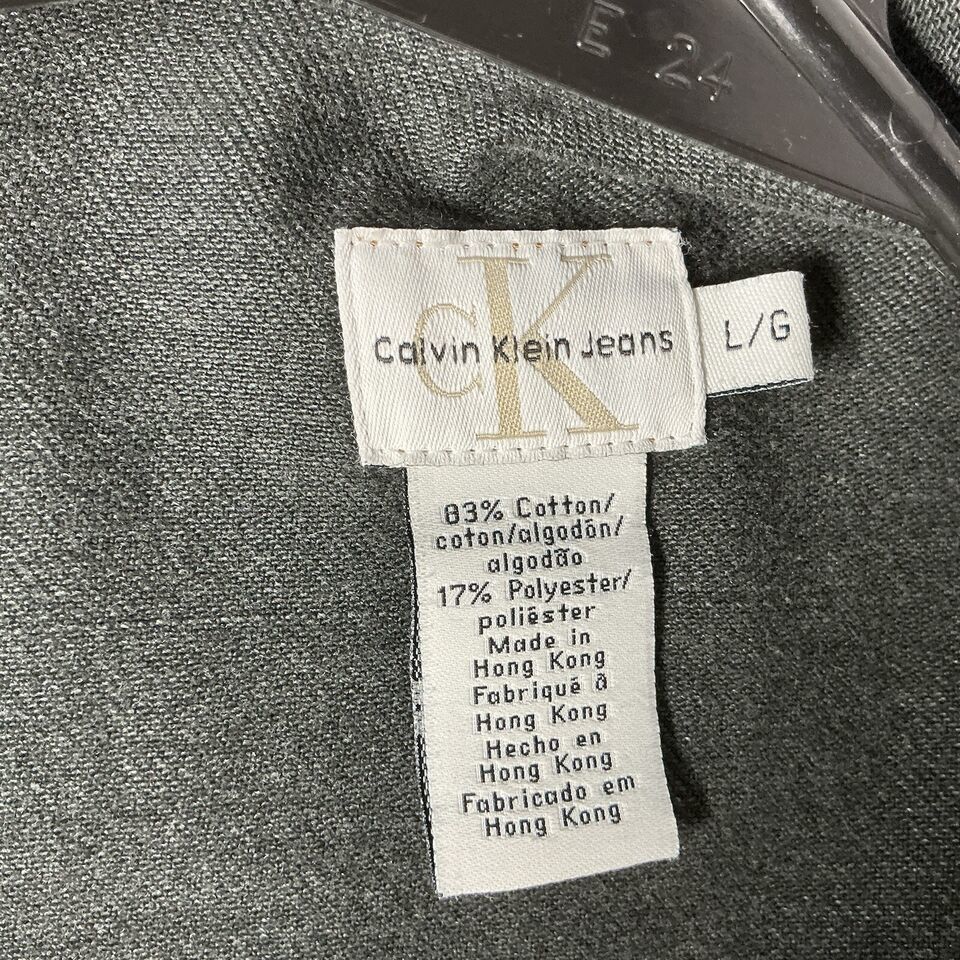 E 24
CK
Calvin Klein Jeans
L/G
83% Cotton/
coton/algodón/
algodão
17% Polyester/
poliéster
Made in
Hong Kong
Fabriqué à
Hong Kong
Hecho en
Hong Kong
Fabricado em
Hong Kong